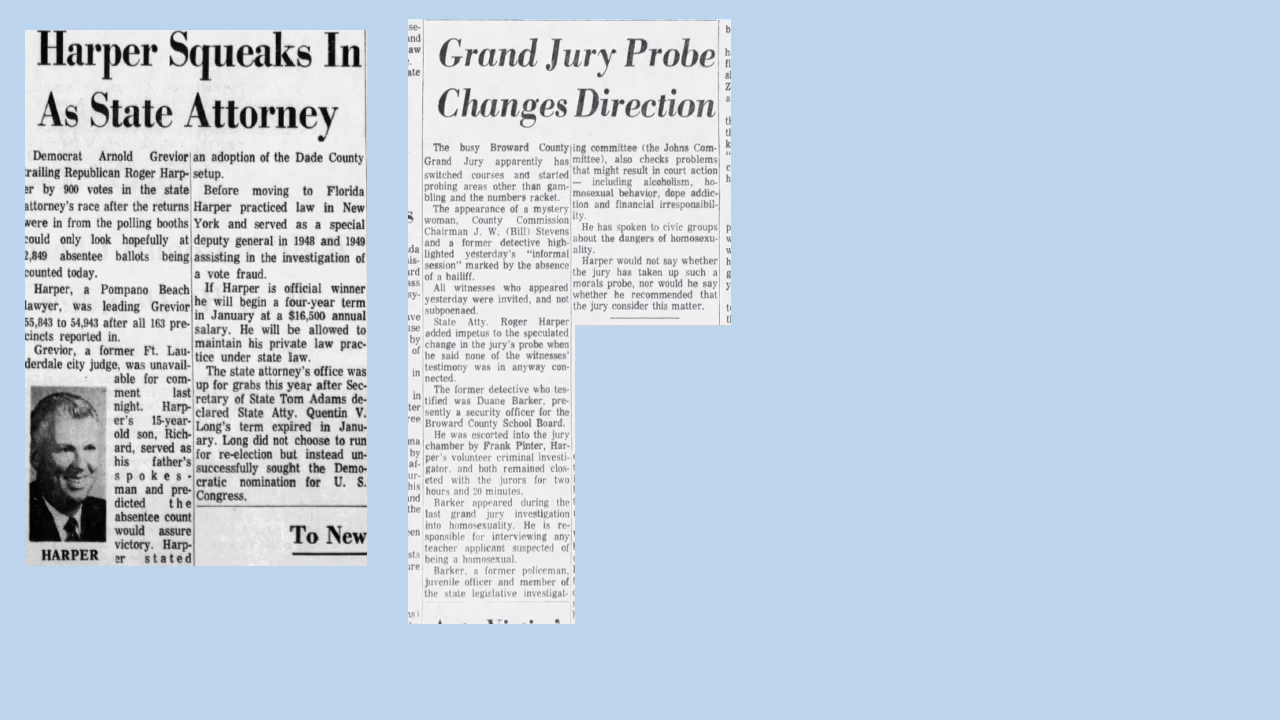 Harper Squeaks In
As State Attorney
Democrat Arnold Grevior
trailing Republican Roger Harp-
er by 900 votes in the state
attorney's race after the returns
were in from the polling booths
could only look hopefully at
2,849 absentee ballots being
counted today.
Harper, a Pompano Beach
lawyer, was leading Grevior
55,843 to 54,943 after all 163 pre-
cincts reported in.
Grevior, a former Ft. Lau-
derdale city judge, was unavail-
able for com-
ment last
night. Harp-
er's 15-year-
old son, Rich-
ard, served as
his father's
spokes-
man and pre-
dicted the
absentee count
would assure
victory. Harp-
er stated
HARPER
an adoption of the Dade County
setup.
Before moving to Florida
Harper practiced law in New
York and served as a special
deputy general in 1948 and 1949
assisting in the investigation of
a vote fraud.
If Harper is official winner
he will begin a four-year term
in January at a $16,500 annual
salary. He will be allowed to
maintain his private law prac-
tice under state law.
The state attorney's office was
up for grabs this year after Sec-
retary of State Tom Adams de-
clared State Atty. Quentin V.
Long's term expired in Janu-
ary. Long did not choose to run
for re-election but instead un-
successfully sought the Demo-
cratic nomination for U. S.
Congress.
To New
Grand Jury Probe
Changes Direction
The busy Broward County
Grand Jury apparently has
switched courses and started
probing areas other than gam-
bling and the numbers racket.
The appearance of a mystery
woman, County Commission
Chairman J. W. (Bill) Stevens
and a former detective high-
lighted yesterday's "informal
session" marked by the absence
of a bailiff.
All witnesses who appeared
yesterday were invited, and not
subpoenaed.
State Atty. Roger Harper
added impetus to the speculated
change in the jury's probe when
he said none of the witnesses'
testimony was in anyway con-
nected.
The former detective who tes-
tified was Duane Barker, pre-
sently a security officer for the
Broward County School Board.
He was escorted into the jury
chamber by Frank Pinter, Har-
per's volunteer criminal investi-
gator, and both remained clos-
eted with the jurors for two
hours and 20 minutes.
Barker appeared during the
last grand jury investigation
into homosexuality. He is re-
sponsible for interviewing any
teacher applicant suspected of
being a homosexual.
Barker, a former policeman,
juvenile officer and member of
the state legislative investigat-
ing committee (the Johns Com-
mittee), also checks problems
that might result in court action
— including alcoholism, ho-
mosexual behavior, dope addic-
tion and financial irresponsibil-
ity.
He has spoken to civic groups
about the dangers of homosexu-
ality.
Harper would not say whether
the jury has taken up such a
morals probe, nor would he say
whether he recommended that
the jury consider this matter.